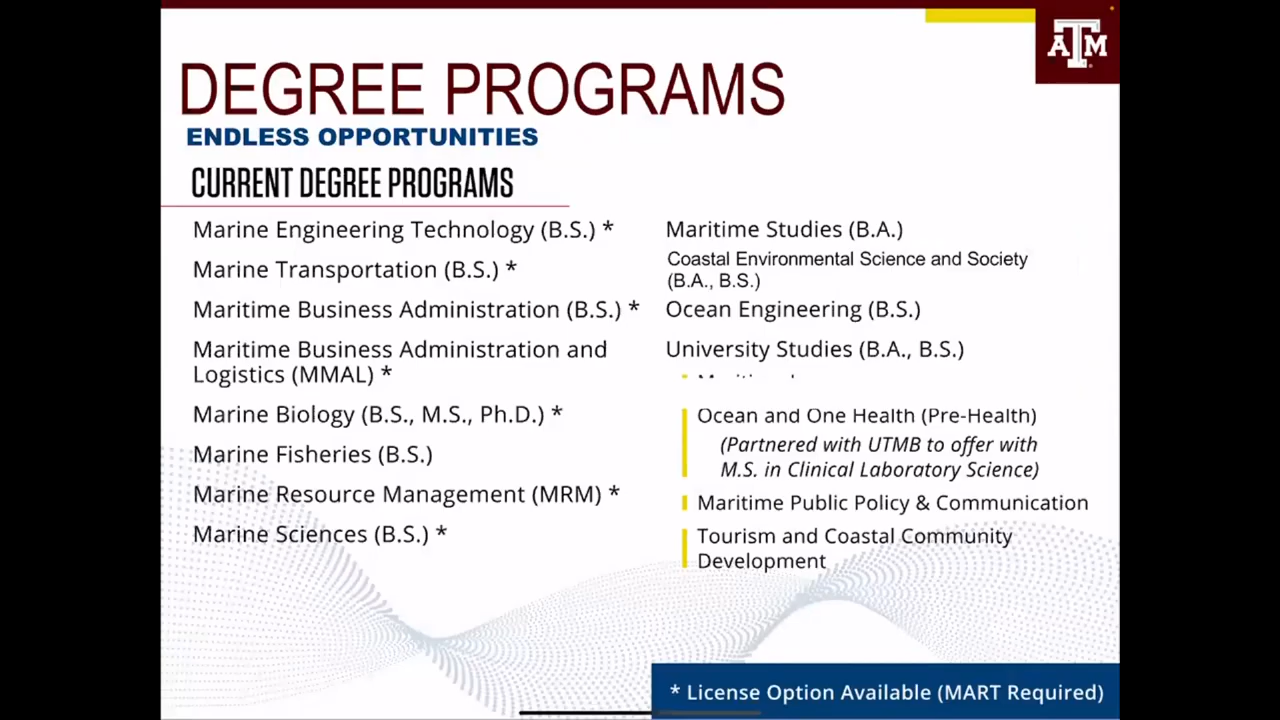 ATM
DEGREE PROGRAMS
ENDLESS OPPORTUNITIES
CURRENT DEGREE PROGRAMS
Marine Engineering Technology (B.S.) *
Marine Transportation (B.S.) *
Maritime Business Administration (B.S.) *
Maritime Business Administration and
Logistics (MMAL) *
Marine Biology (B.S., M.S., Ph.D.) *
Marine Fisheries (B.S.)
Marine Resource Management (MRM) *
Marine Sciences (B.S.) *
Maritime Studies (B.A.)
Coastal Environmental Science and Society
(B.A., B.S.)
Ocean Engineering (B.S.)
University Studies (B.A., B.S.)
Ocean and One Health (Pre-Health)
(Partnered with UTMB to offer with
M.S. in Clinical Laboratory Science)
Maritime Public Policy & Communication
Tourism and Coastal Community
Development
* License Option Available (MART Required)